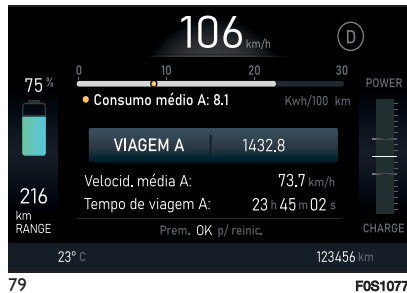 106 km/h
D
0 10 20 30
75 %
POWER
Consumo médio A: 8.1 Kwh/100 km
VIAGEM A 1432.8
Velocid. média A: 73.7 km/h
216
km
RANGE
Tempo de viagem A: 23 h 45 m 02 s
Prem. OK p/ reinic.
CHARGE
23° C 123456 km
79 F0S1077